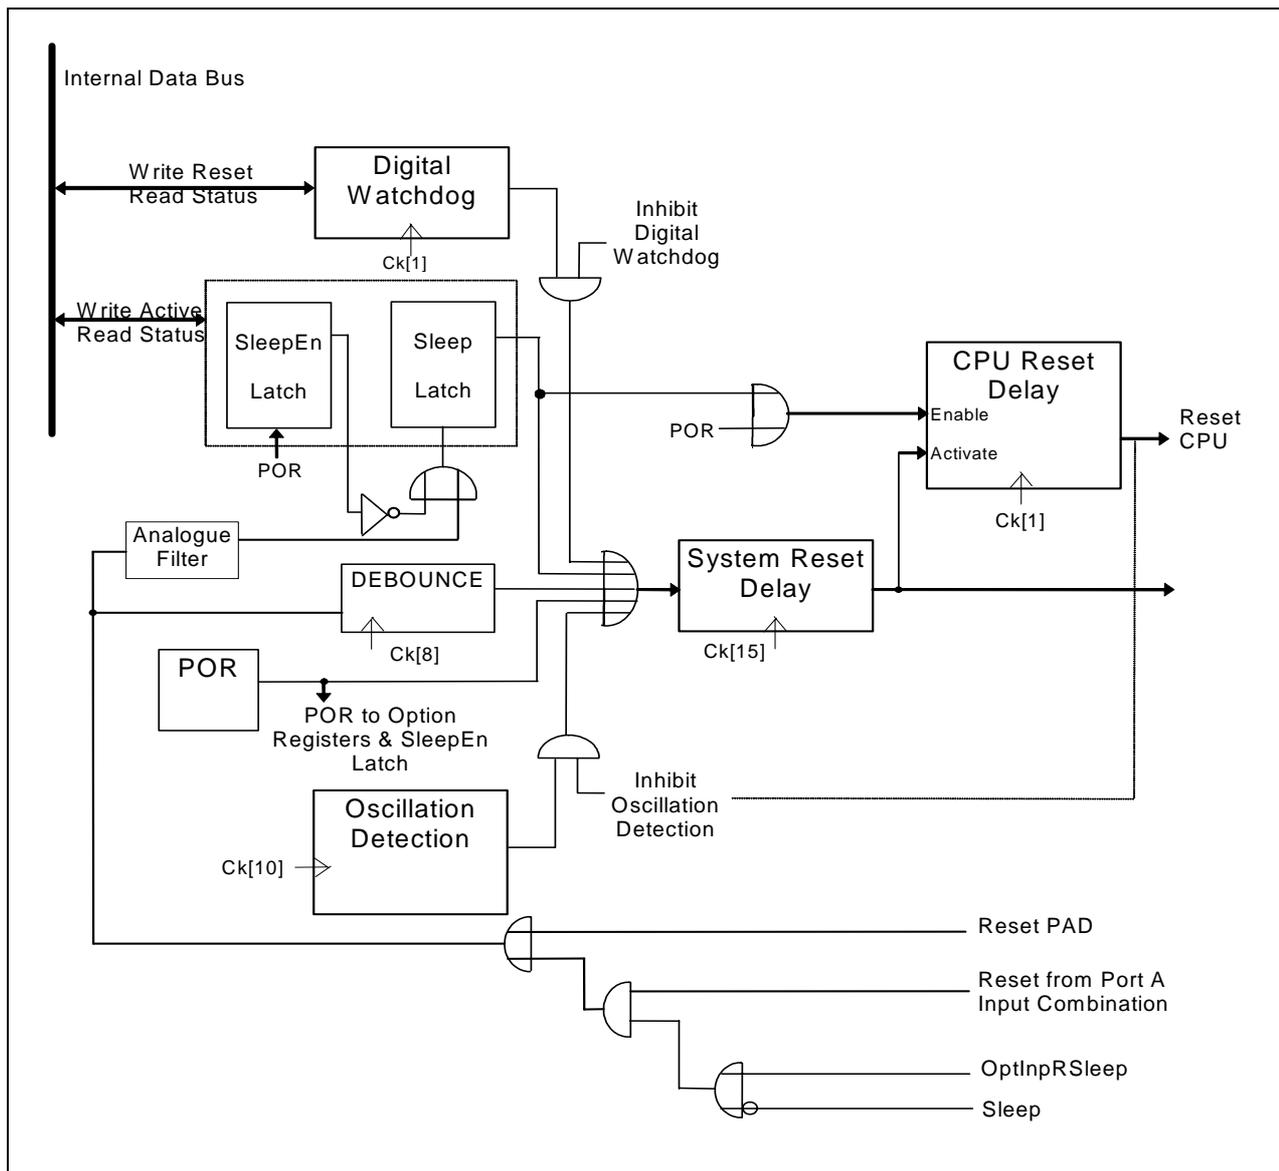 Internal Data Bus
Write Reset
Read Status
Digital
Watchdog
Ck[1]
Inhibit
Digital
Watchdog
Write Active
Read Status
SleepEn
Latch
Sleep
Latch
POR
POR
CPU Reset
Delay
Enable
Activate
Ck[1]
Reset
CPU
Analogue
Filter
DEBOUNCE
Ck[8]
System Reset
Delay
Ck[15]
POR
POR to Option
Registers & SleepEn
Latch
Inhibit
Oscillation
Detection
Oscillation
Detection
Ck[10]
Reset PAD
Reset from Port A
Input Combination
OptInpRSleep
Sleep